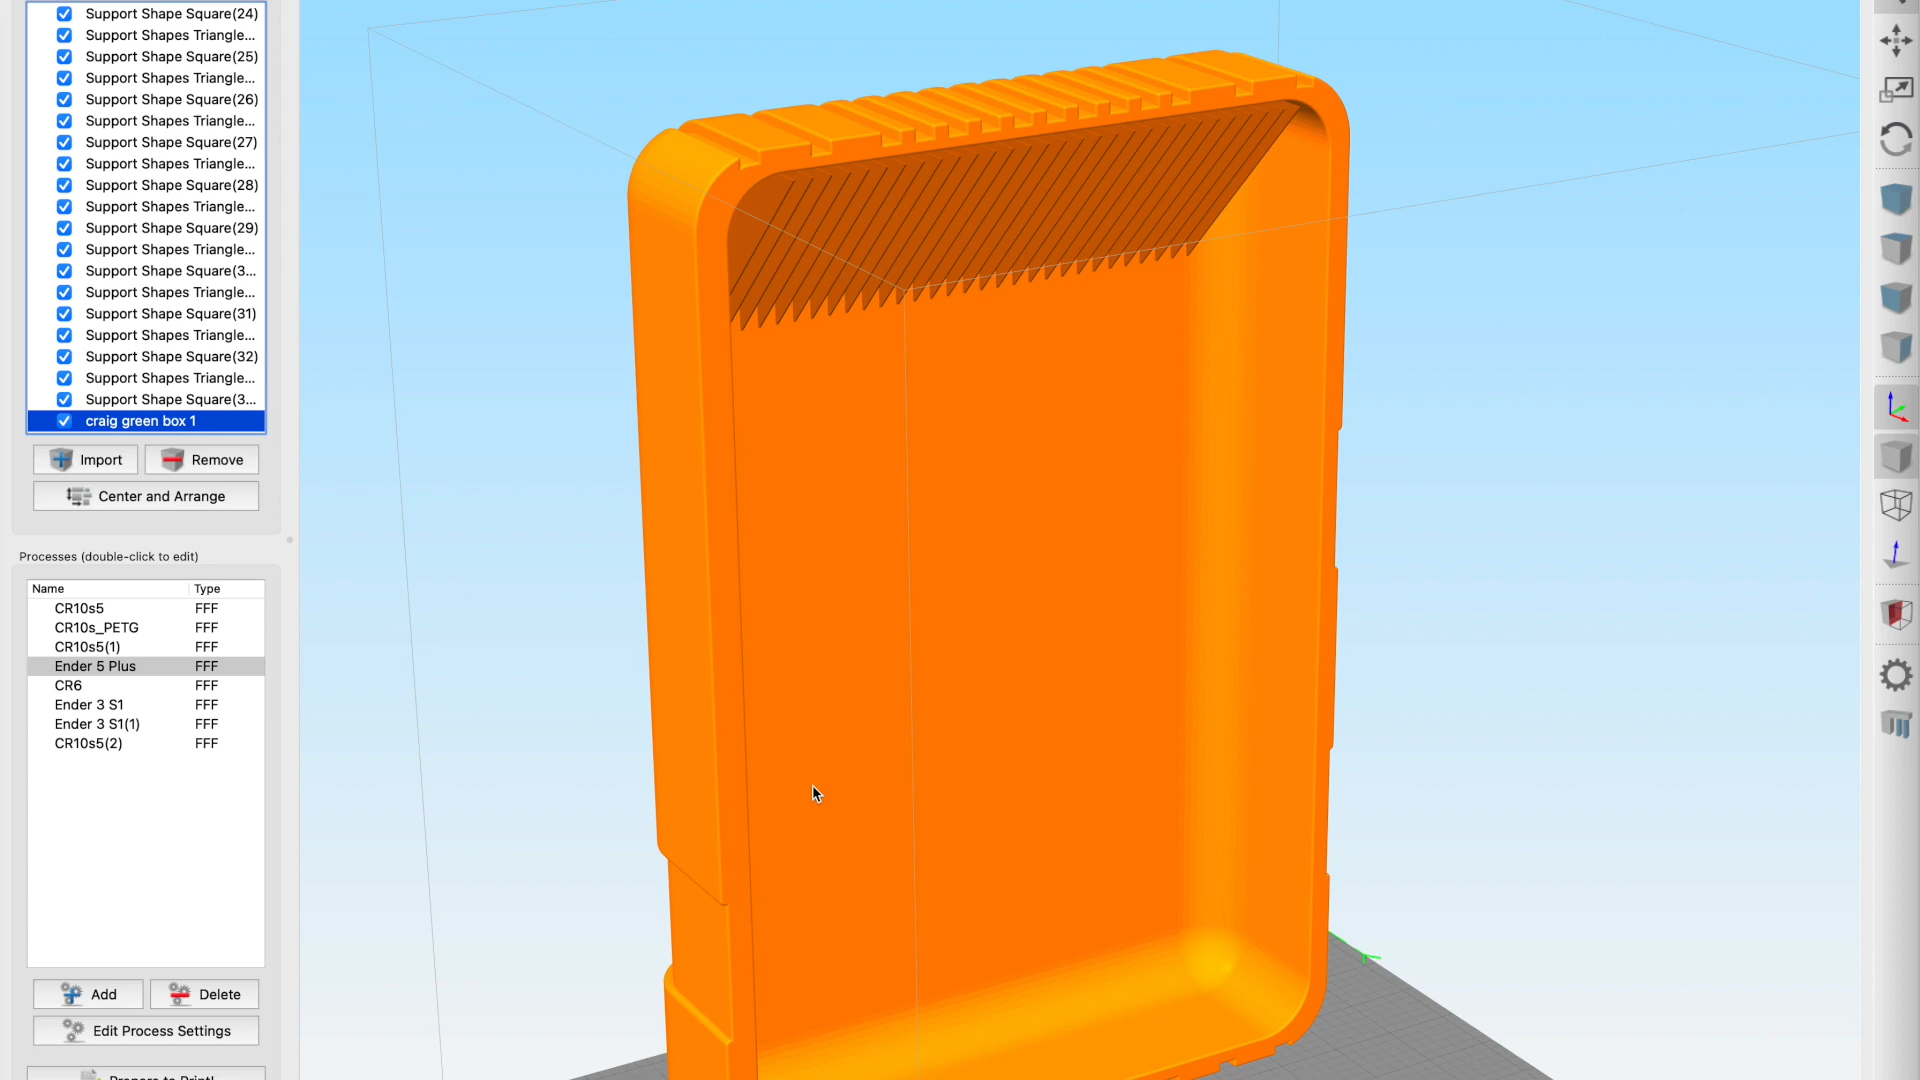 Support Shape Square(24)
Support Shapes Triangle...
Support Shape Square(25)
Support Shapes Triangle...
Support Shape Square(26)
Support Shapes Triangle...
Support Shape Square(27)
Support Shapes Triangle...
Support Shape Square(28)
Support Shapes Triangle...
Support Shape Square(29)
Support Shapes Triangle...
Support Shape Square(3...
Support Shapes Triangle...
Support Shape Square(31)
Support Shapes Triangle...
Support Shape Square(32)
Support Shapes Triangle...
Support Shape Square(3...
craig green box 1
Import Remove
Center and Arrange
Processes (double-click to edit)
Name Type
CR10s5 FFF
CR10s_PETG FFF
CR10s5(1) FFF
Ender 5 Plus FFF
CR6 FFF
Ender 3 S1 FFF
Ender 3 S1(1) FFF
CR10s5(2) FFF
Add Delete
Edit Process Settings
Prepare to Print!